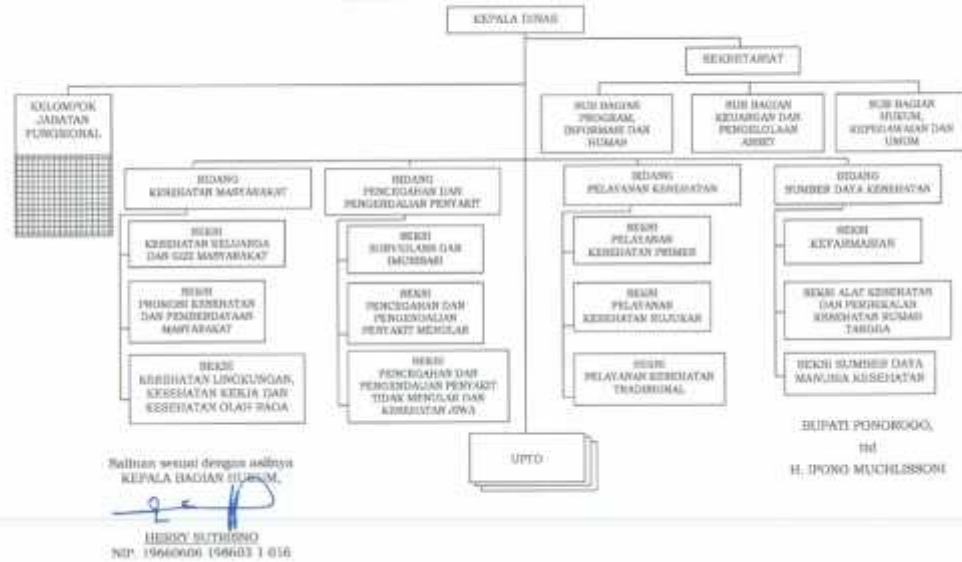 KEPALA DINAS
SEKRETARIAT
KELOMPOK
JABATAN
FUNGSIONAL
SUB BAGIAN
PROGRAM,
INFORMASI DAN
HUMAS
SUB BAGIAN
KEUANGAN DAN
PENGELOLAAN
ASSET
SUB BAGIAN
HUKUM,
KEPEGAWAIAN DAN
UMUM
BIDANG
KESEHATAN MASYARAKAT
BIDANG
PENCEGAHAN DAN
PENGENDALIAN PENYAKIT
BIDANG
PELAYANAN KESEHATAN
BIDANG
SUMBER DAYA KESEHATAN
SEKSI
KESEHATAN KELUARGA
DAN GIZI MASYARAKAT
SEKSI
PROMOSI KESEHATAN
DAN PEMBERDAYAAN
MASYARAKAT
SEKSI
KESEHATAN LINGKUNGAN,
KESEHATAN KERJA DAN
KESEHATAN OLAH RAGA
SEKSI
SURVEILANS DAN
IMUNISASI
SEKSI
PENCEGAHAN DAN
PENGENDALIAN
PENYAKIT MENULAR
SEKSI
PENCEGAHAN DAN
PENGENDALIAN PENYAKIT
TIDAK MENULAR DAN
KESEHATAN JIWA
SEKSI
PELAYANAN
KESEHATAN PRIMER
SEKSI
PELAYANAN
KESEHATAN RUJUKAN
SEKSI
PELAYANAN KESEHATAN
TRADISIONAL
SEKSI
KEFARMASIAN
SEKSI ALAT KESEHATAN
DAN PERBEKALAN
KESEHATAN RUMAH
TANGGA
SEKSI SUMBER DAYA
MANUSIA KESEHATAN
UPTD
BUPATI PONOROGO,
ttd
H. IPONG MUCHLISSONI
Salinan sesuai dengan aslinya
KEPALA BAGIAN HUKUM,
HERRY SUTRISNO
NIP. 19660606 198603 1 016